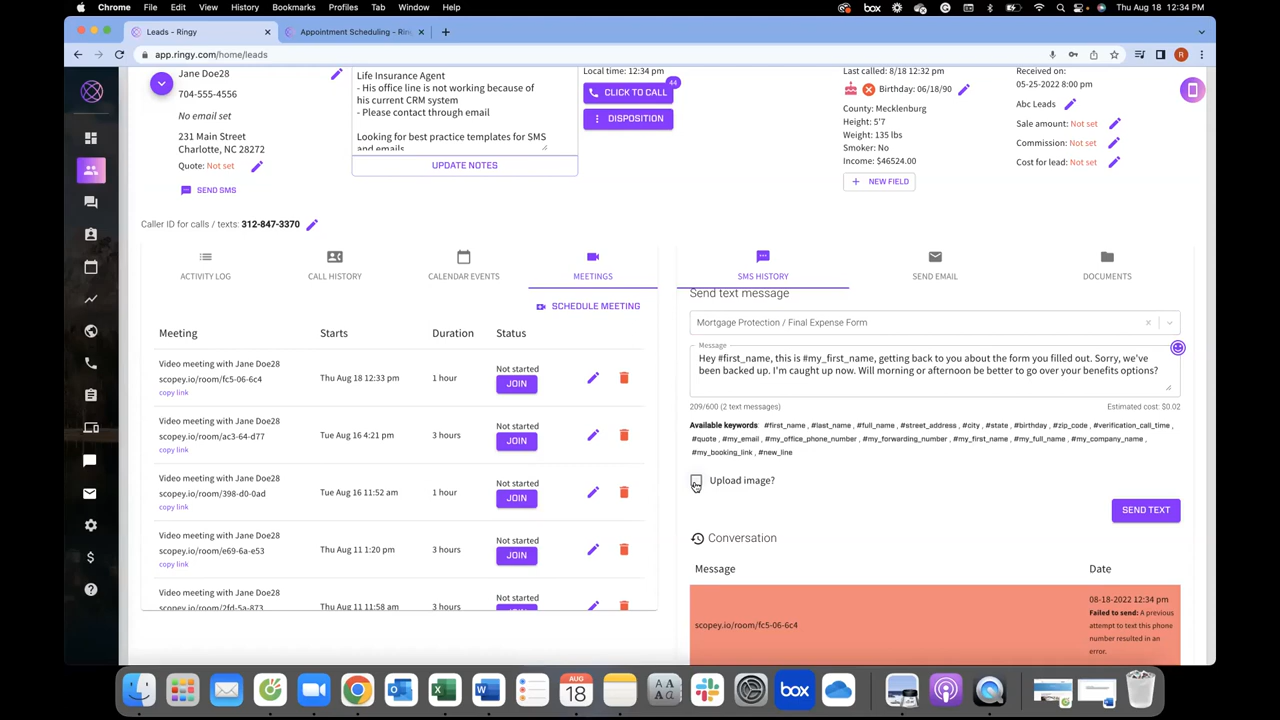 Chrome File Edit View History Bookmarks Profiles Tab Window Help
box Thu Aug 18 12:34 PM
Leads - Ringy
Appointment Scheduling - Rin
app.ringy.com/home/leads
R
Jane Doe28
704-555-4556
No email set
231 Main Street
Charlotte, NC 28272
Quote: Not set
SEND SMS
Life Insurance Agent
- His office line is not working because of
his current CRM system
- Please contact through email
Looking for best practice templates for SMS
and emails
UPDATE NOTES
Local time: 12:34 pm
44
CLICK TO CALL
DISPOSITION
Last called: 8/18 12:32 pm
Birthday: 06/18/90
County: Mecklenburg
Height: 5'7
Weight: 135 lbs
Smoker: No
Income: $46524.00
NEW FIELD
Received on:
05-25-2022 8:00 pm
Abc Leads
Sale amount: Not set
Commission: Not set
Cost for lead: Not set
Caller ID for calls / texts: 312-847-3370
ACTIVITY LOG
CALL HISTORY
CALENDAR EVENTS
MEETINGS
SCHEDULE MEETING
Meeting Starts Duration Status
Video meeting with Jane Doe28
scopey.io/room/fc5-06-6c4
copy link
Thu Aug 18 12:33 pm
1 hour
Not started
JOIN
Video meeting with Jane Doe28
scopey.io/room/ac3-64-d77
copy link
Tue Aug 16 4:21 pm
3 hours
Not started
JOIN
Video meeting with Jane Doe28
scopey.io/room/398-d0-0ad
copy link
Tue Aug 16 11:52 am
1 hour
Not started
JOIN
Video meeting with Jane Doe28
scopey.io/room/e69-6a-e53
copy link
Thu Aug 11 1:20 pm
3 hours
Not started
JOIN
Video meeting with Jane Doe28
scopey.io/room/2fd-5a-873
Thu Aug 11 11:58 am
3 hours
Not started
SMS HISTORY
SEND EMAIL
DOCUMENTS
Send text message
Mortgage Protection / Final Expense Form
Message
Hey #first_name, this is #my_first_name, getting back to you about the form you filled out. Sorry, we've
been backed up. I'm caught up now. Will morning or afternoon be better to go over your benefits options?
209/600 (2 text messages)
Estimated cost: $0.02
Available keywords: #first_name , #last_name , #full_name , #street_address , #city , #state , #birthday , #zip_code , #verification_call_time ,
#quote , #my_email , #my_office_phone_number , #my_forwarding_number , #my_first_name , #my_full_name , #my_company_name ,
#my_booking_link , #new_line
Upload image?
SEND TEXT
Conversation
Message Date
scopey.io/room/fc5-06-6c4
08-18-2022 12:34 pm
Failed to send: A previous
attempt to text this phone
number resulted in an
error.
AUG
18
box